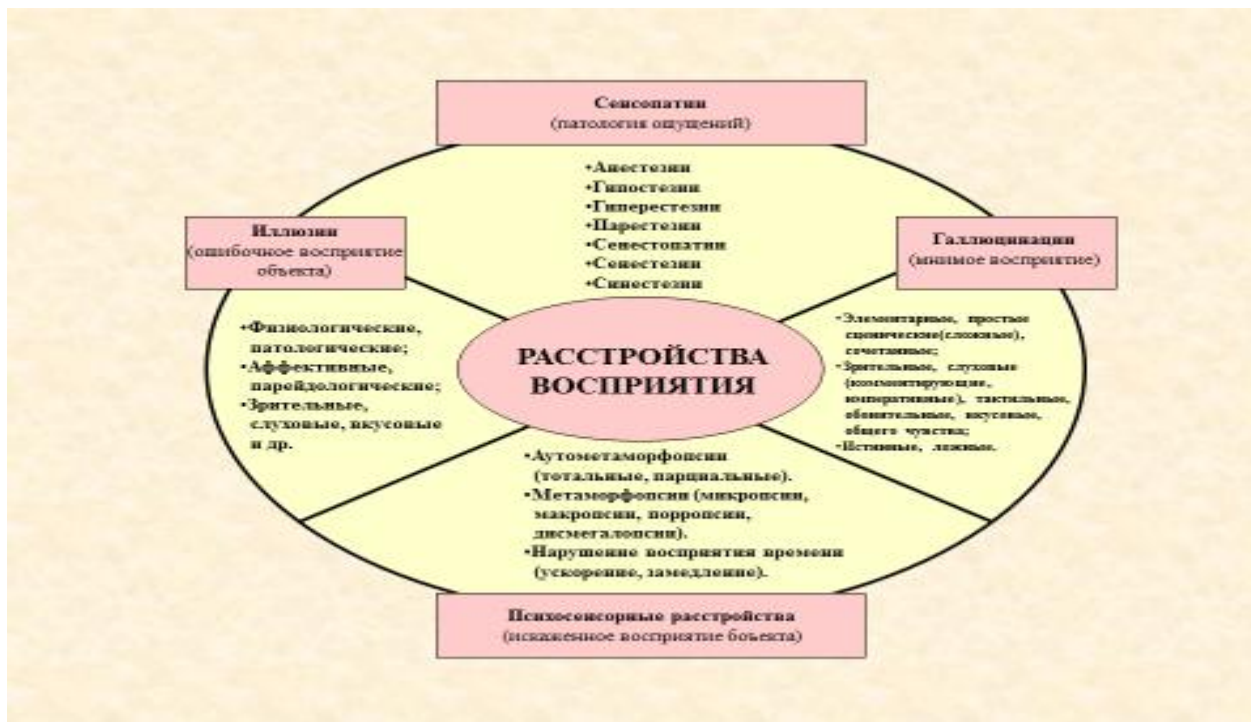 Сенсопатии
(патология ощущений)
•Анестезии
•Гипостезии
•Гиперестезии
•Парестезии
•Сенестопатии
•Сенестезии
•Синестезии
Иллюзии
(ошибочное восприятие
объекта)
Галлюцинации
(мнимое восприятие)
•Физиологические,
патологические;
•Аффективные,
парейдологические;
•Зрительные,
слуховые, вкусовые
и др.
РАССТРОЙСТВА
ВОСПРИЯТИЯ
•Элементарные, простые
сценические(сложные),
сочетанные;
•Зрительные, слуховые
(комментирующие,
императивные), тактильные,
обонятельные, вкусовые,
общего чувства;
•Истинные, ложные.
•Аутометаморфопсии
(тотальные, парциальные).
•Метаморфопсии (микропсии,
макропсии, порропсии,
дисмегалопсии).
•Нарушение восприятия времени
(ускорение, замедление).
Психосенсорные расстройства
(искаженное восприятие боъекта)